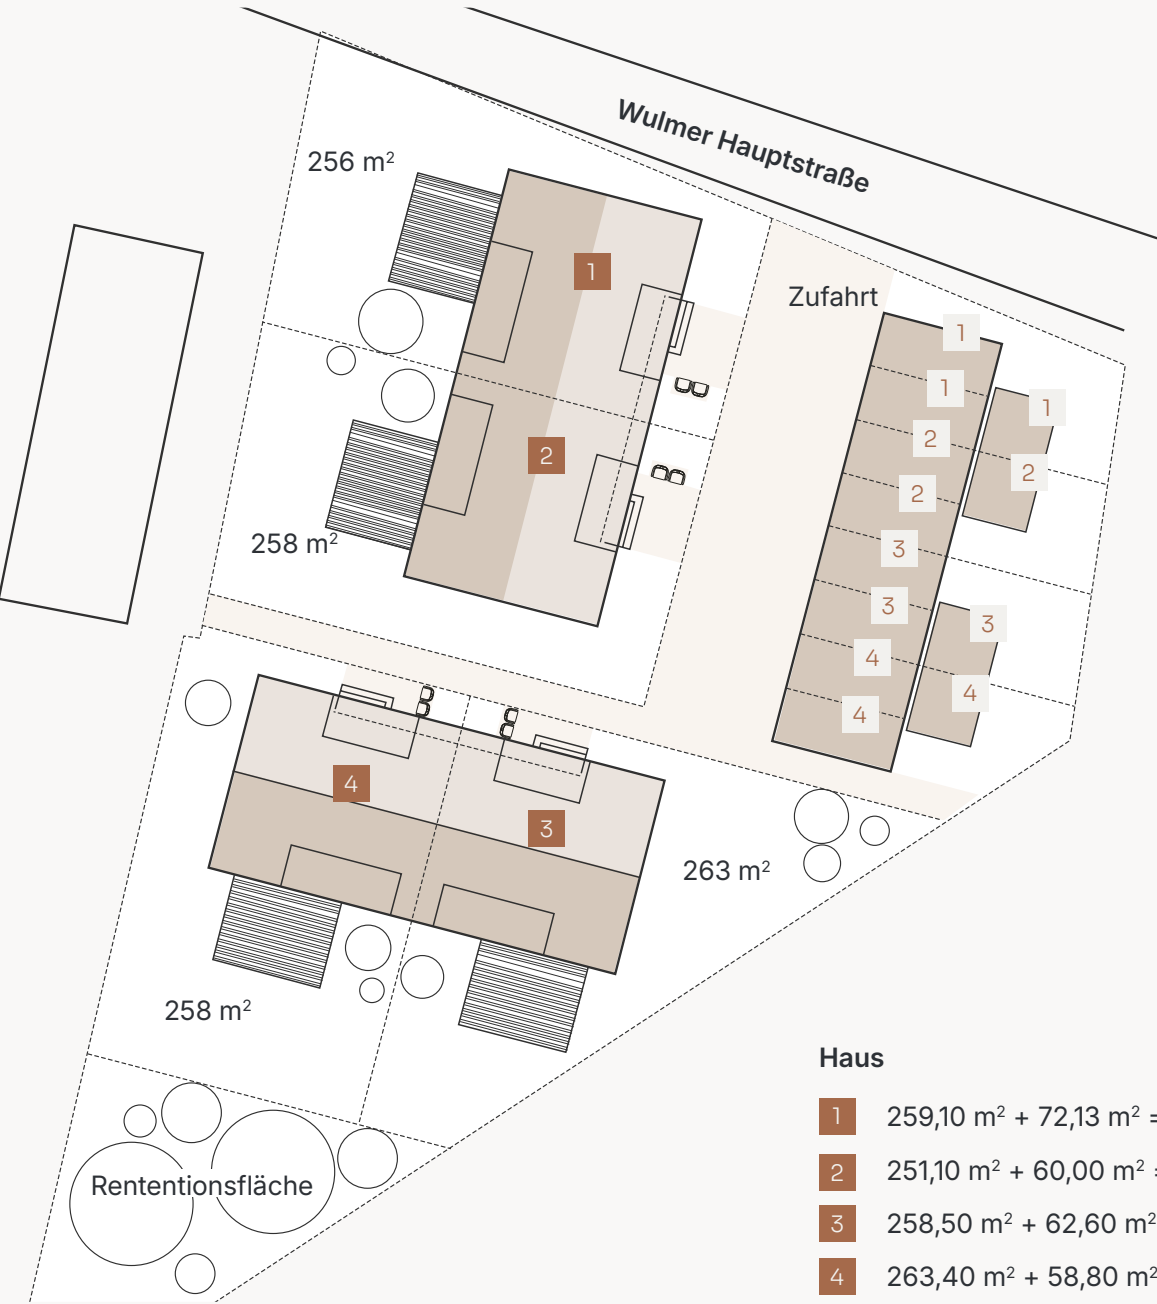 Wulmer Hauptstraße
256 m²
1
Zufahrt
1
1
1
2
2
2
2
258 m²
3
3
3
4
4
4
4
3
263 m²
258 m²
Rententionsfläche
Haus
1 259,10 m² + 72,13 m² =
2 251,10 m² + 60,00 m² =
3 258,50 m² + 62,60 m²
4 263,40 m² + 58,80 m²